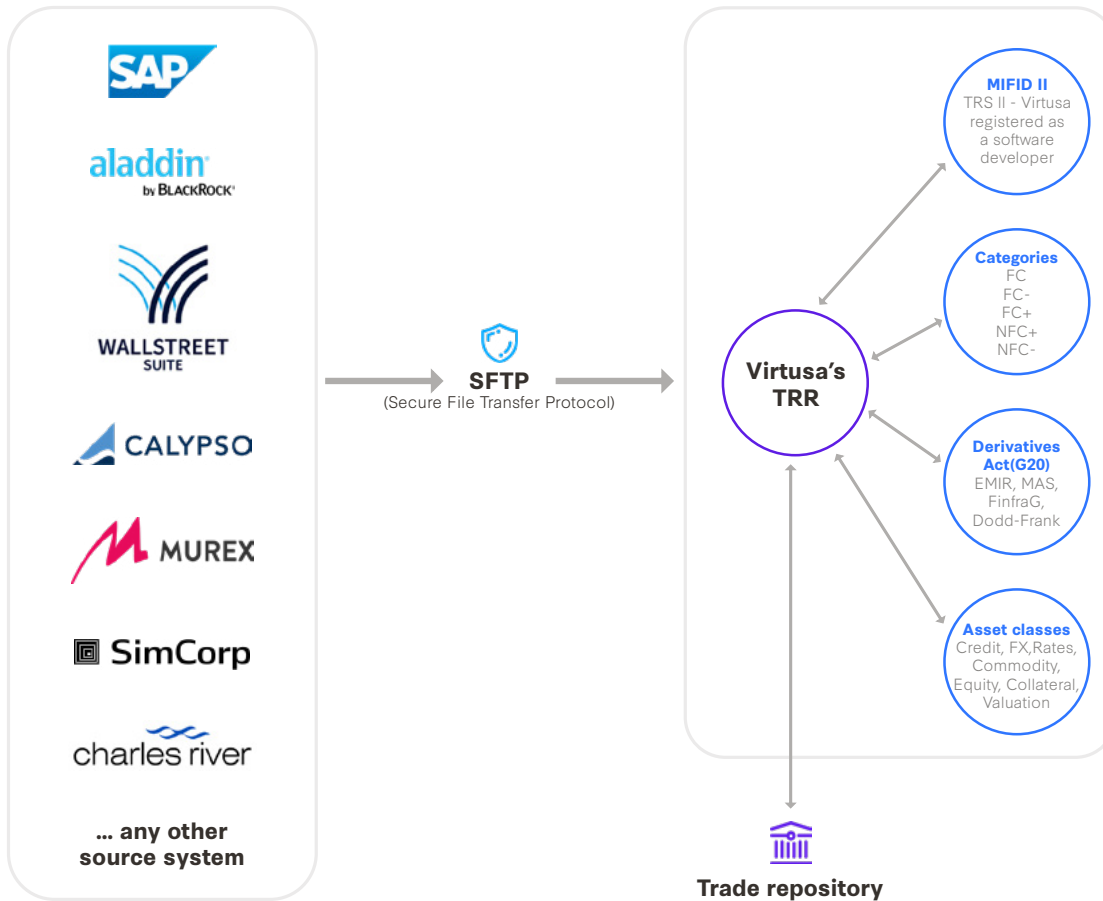 SAP
aladdin
by BLACKROCK®
WALLSTREET
SUITE
CALYPSO
MUREX
SimCorp
charles river
... any other
source system
SFTP
(Secure File Transfer Protocol)
Virtusa's
TRR
MIFID II
TRS II - Virtusa
registered as
a software
developer
Categories
FC
FC-
FC+
NFC+
NFC-
Derivatives
Act(G20)
EMIR, MAS,
FinfraG,
Dodd-Frank
Asset classes
Credit, FX,Rates,
Commodity,
Equity, Collateral,
Valuation
Trade repository